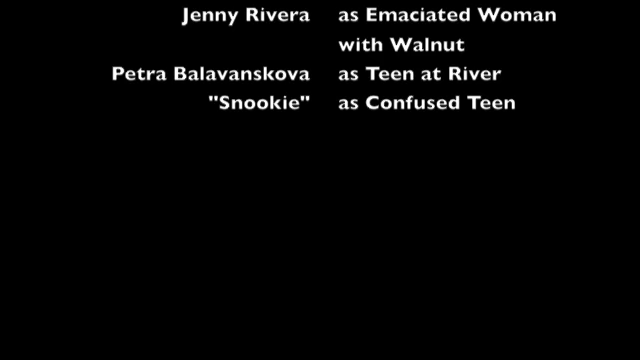 Jenny Rivera as Emaciated Woman
with Walnut
Petra Balavanskova as Teen at River
"Snookie" as Confused Teen